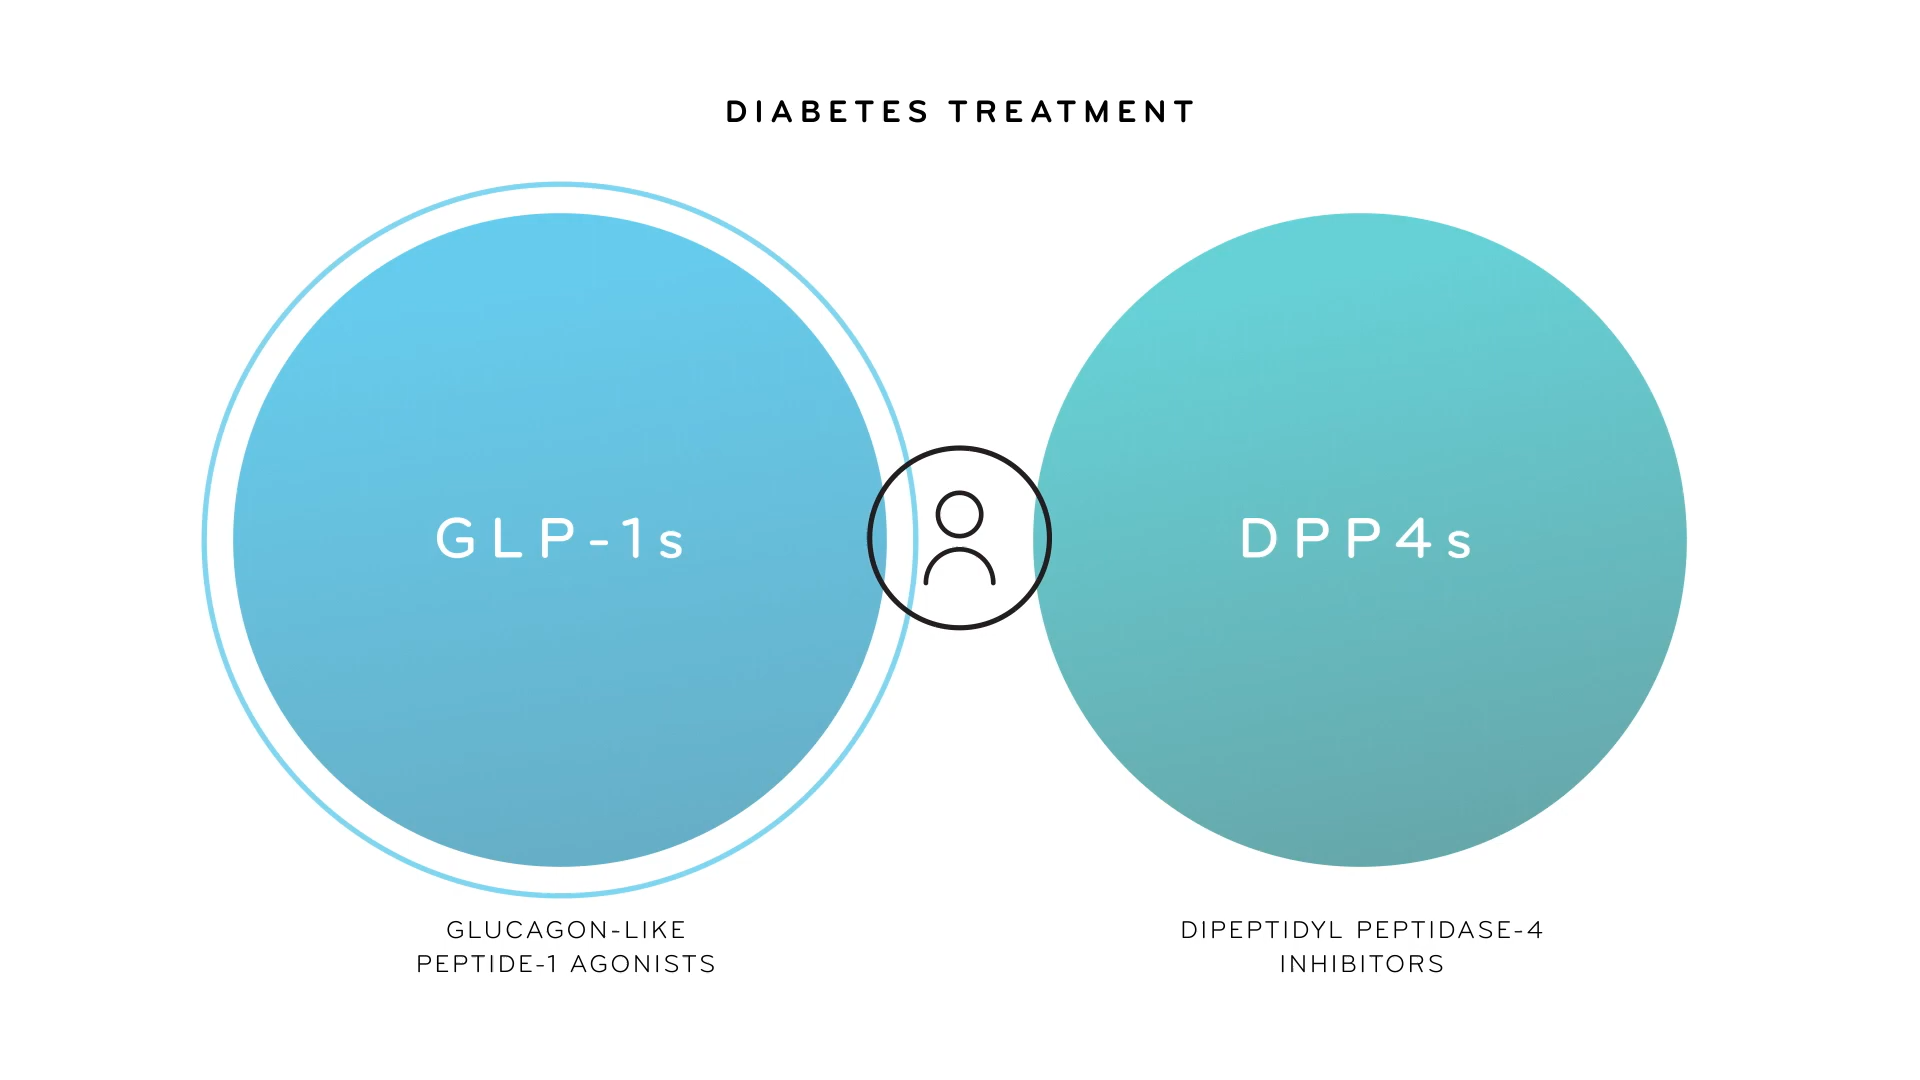 DIABETES TREATMENT
GLP-1s
DPP4s
GLUCAGON-LIKE
PEPTIDE-1 AGONISTS
DIPEPTIDYL PEPTIDASE-4
INHIBITORS